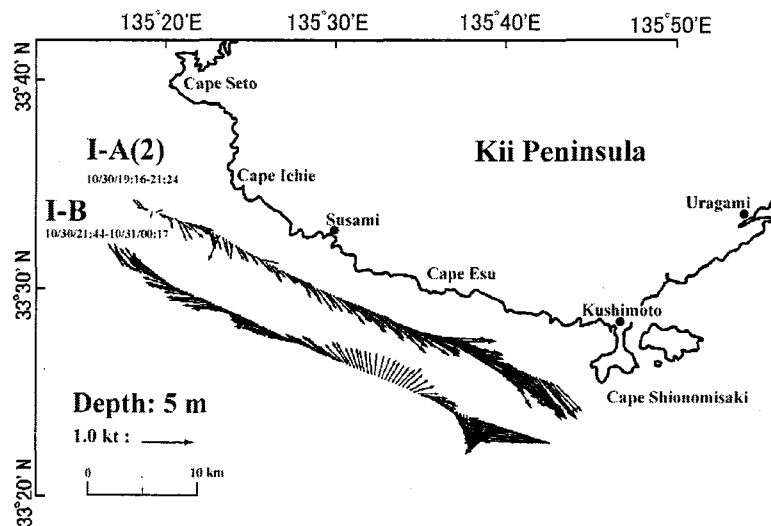 135°20′E 135°30′E 135°40′E 135°50′E
33°40′ N
Cape Seto
I-A(2)
10/30/19:16-21:24
Kii Peninsula
Cape Ichie
I-B
10/30/21:44-10/31/00:17
Uragami
Susami
33°30′ N
Cape Esu
Kushimoto
Cape Shionomisaki
Depth: 5 m
1.0 kt :
0 10 km
33°20′ N